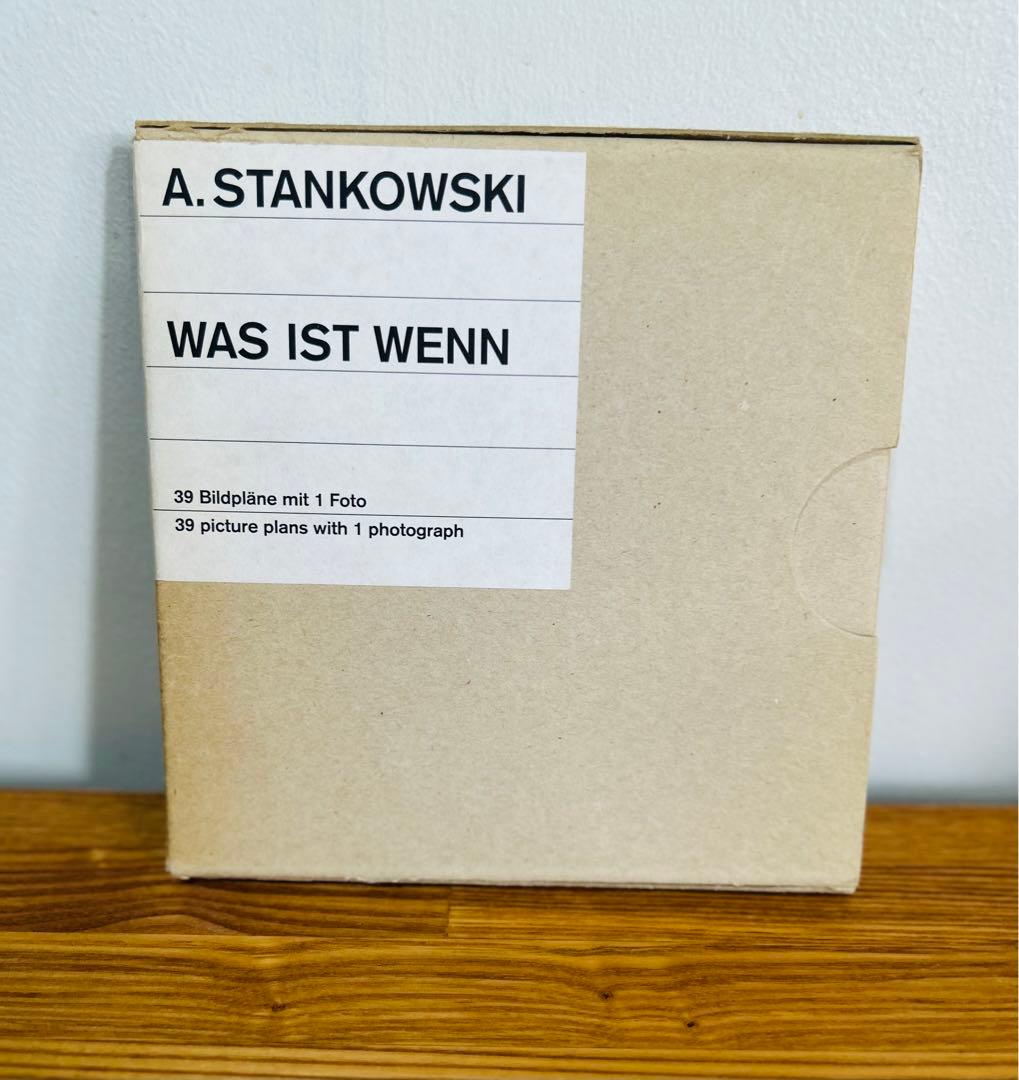 A. STANKOWSKI
WAS IST WENN
39 Bildpläne mit 1 Foto
39 picture plans with 1 photograph